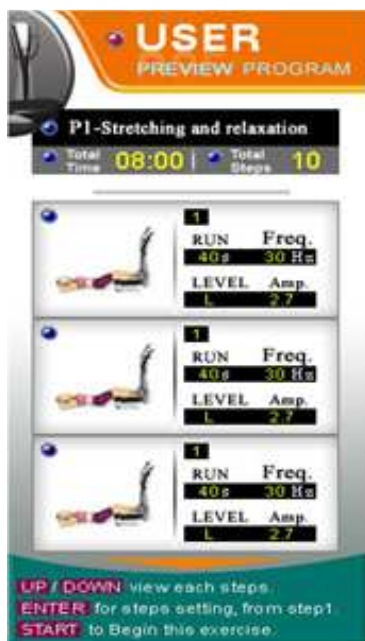 USER
PREVIEW PROGRAM
P1-Stretching and relaxation
Total Time 08:00 | Total Steps 10
1
RUN Freq.
40s 30 Hz
LEVEL Amp.
L 2.7
1
RUN Freq.
40s 30 Hz
LEVEL Amp.
L 2.7
1
RUN Freq.
40s 30 Hz
LEVEL Amp.
L 2.7
UP / DOWN view each steps.
ENTER for steps setting, from step1.
START to Begin this exercise.